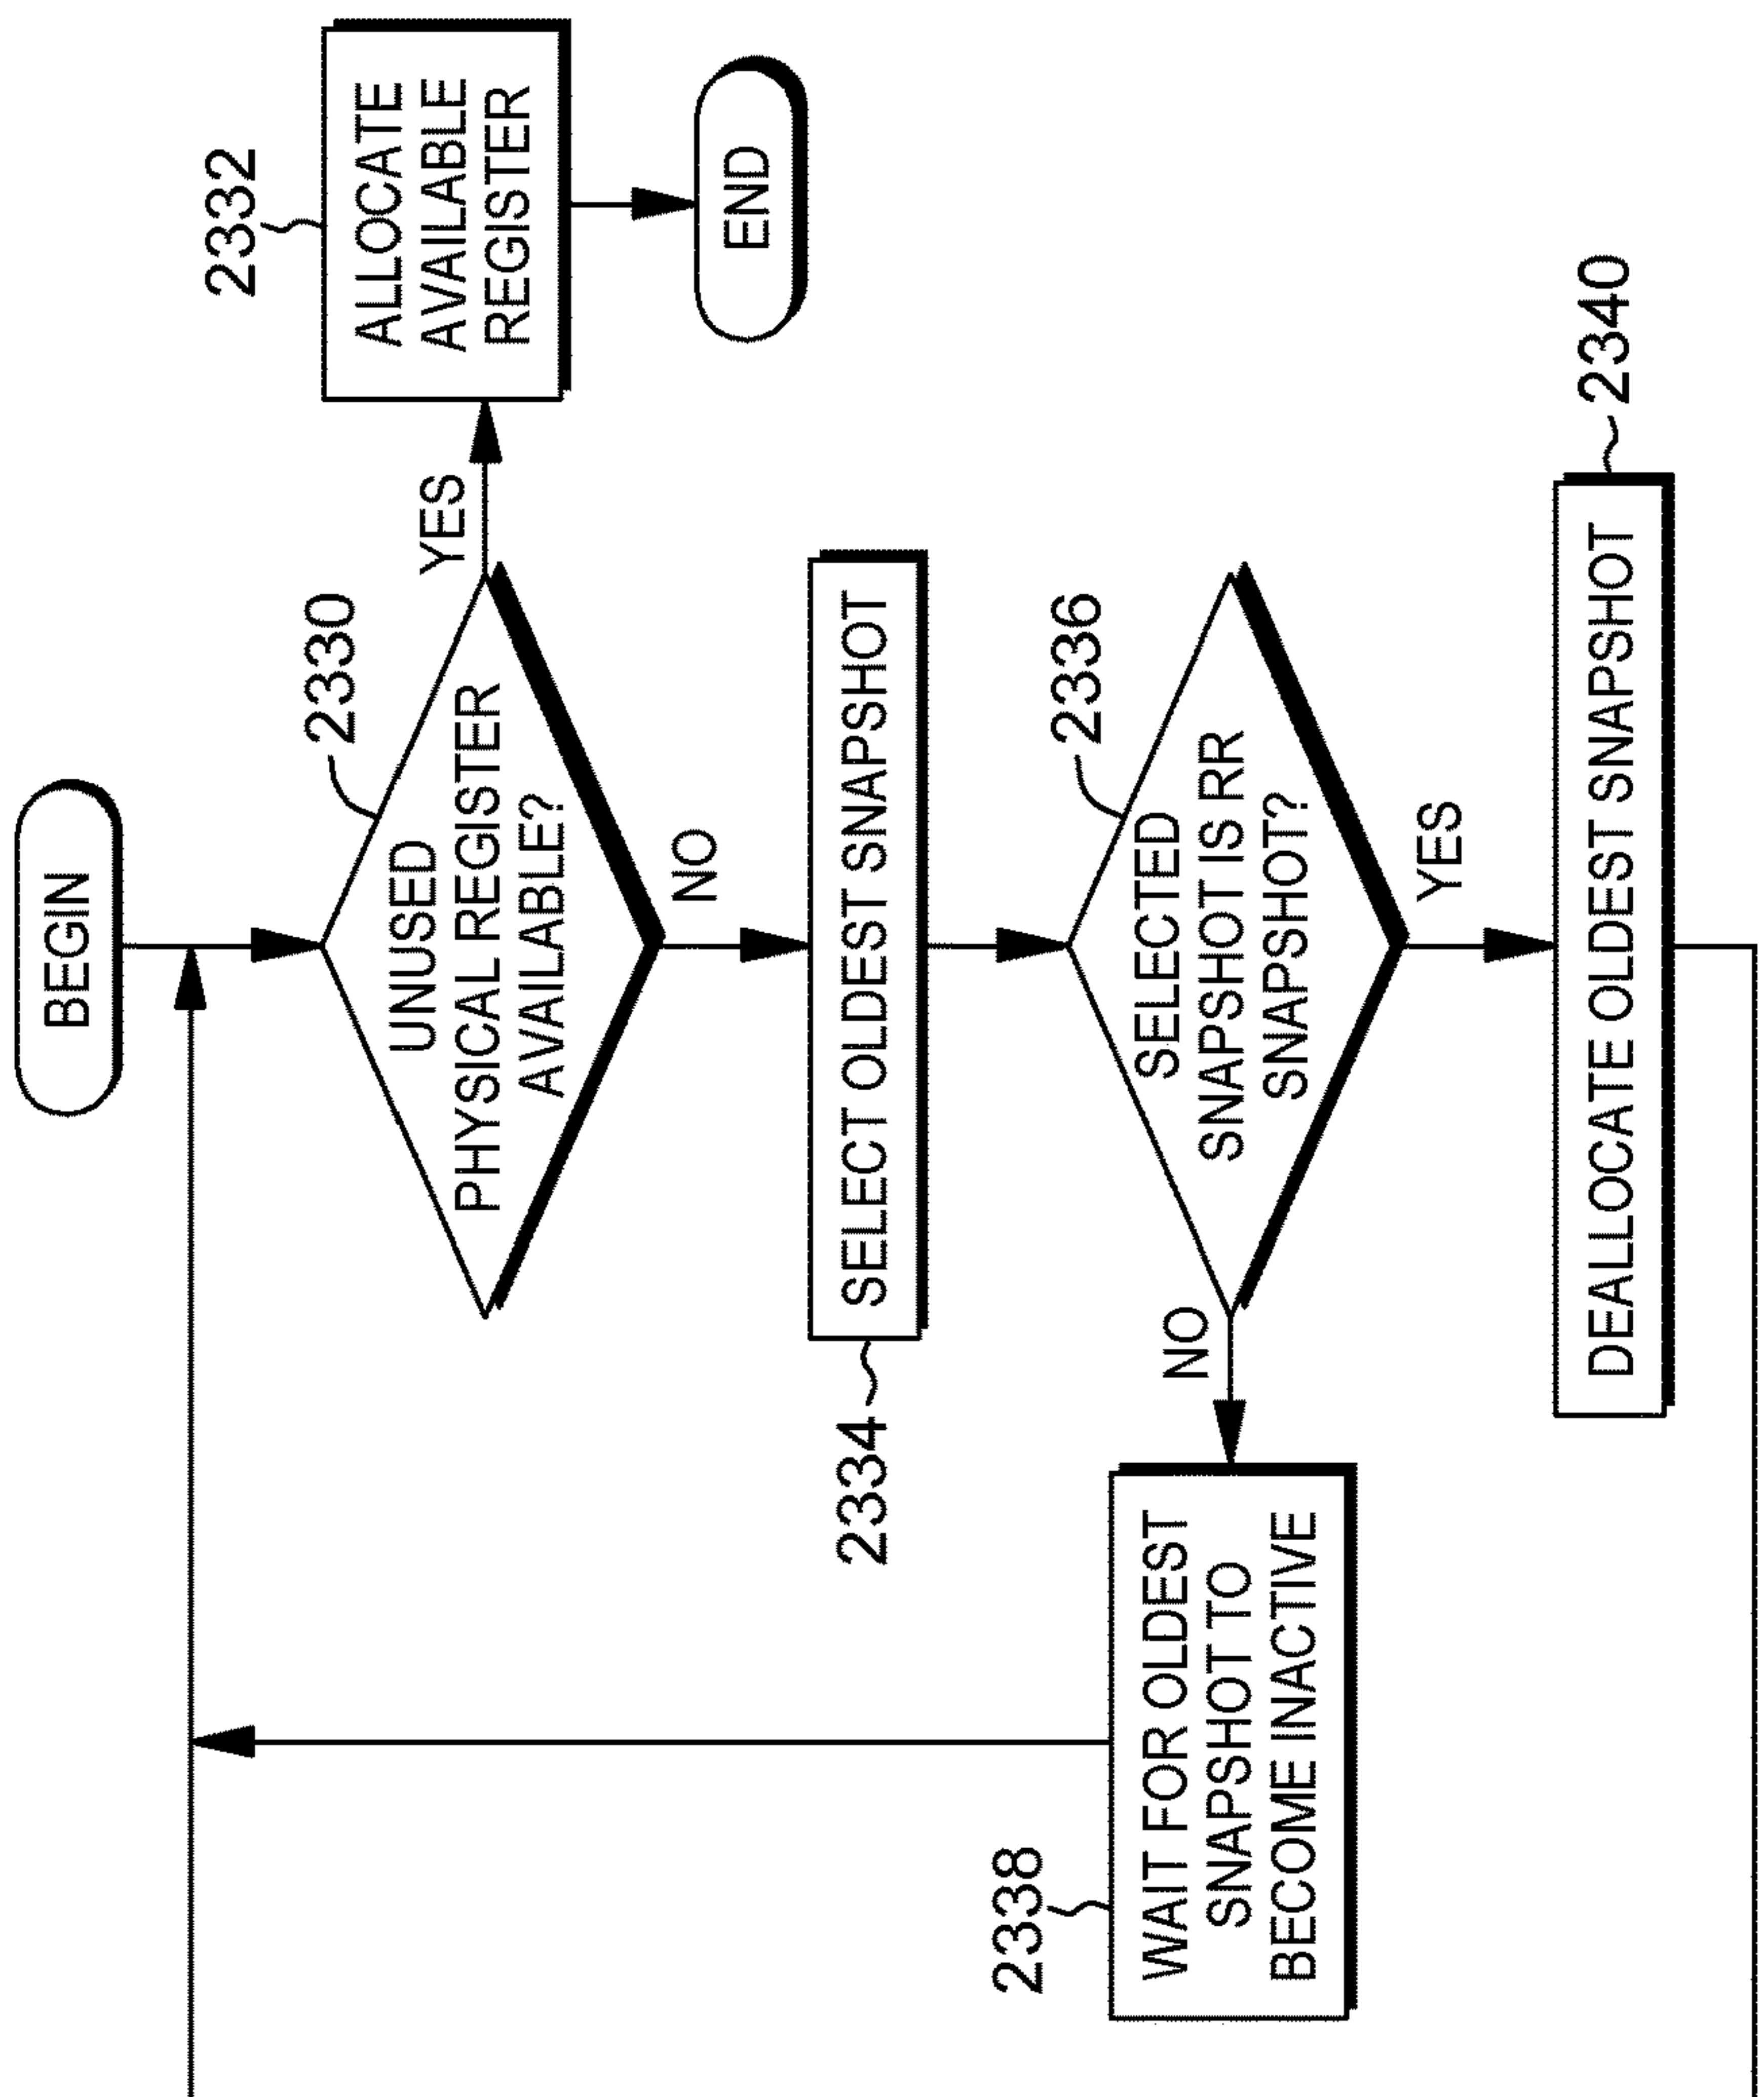 BEGIN
2330
UNUSED
PHYSICAL REGISTER
AVAILABLE?
YES
2332
ALLOCATE
AVAILABLE
REGISTER
END
NO
2334
SELECT OLDEST SNAPSHOT
2336
SELECTED
SNAPSHOT IS RR
SNAPSHOT?
NO
2338
WAIT FOR OLDEST
SNAPSHOT TO
BECOME INACTIVE
YES
DEALLOCATE OLDEST SNAPSHOT
2340